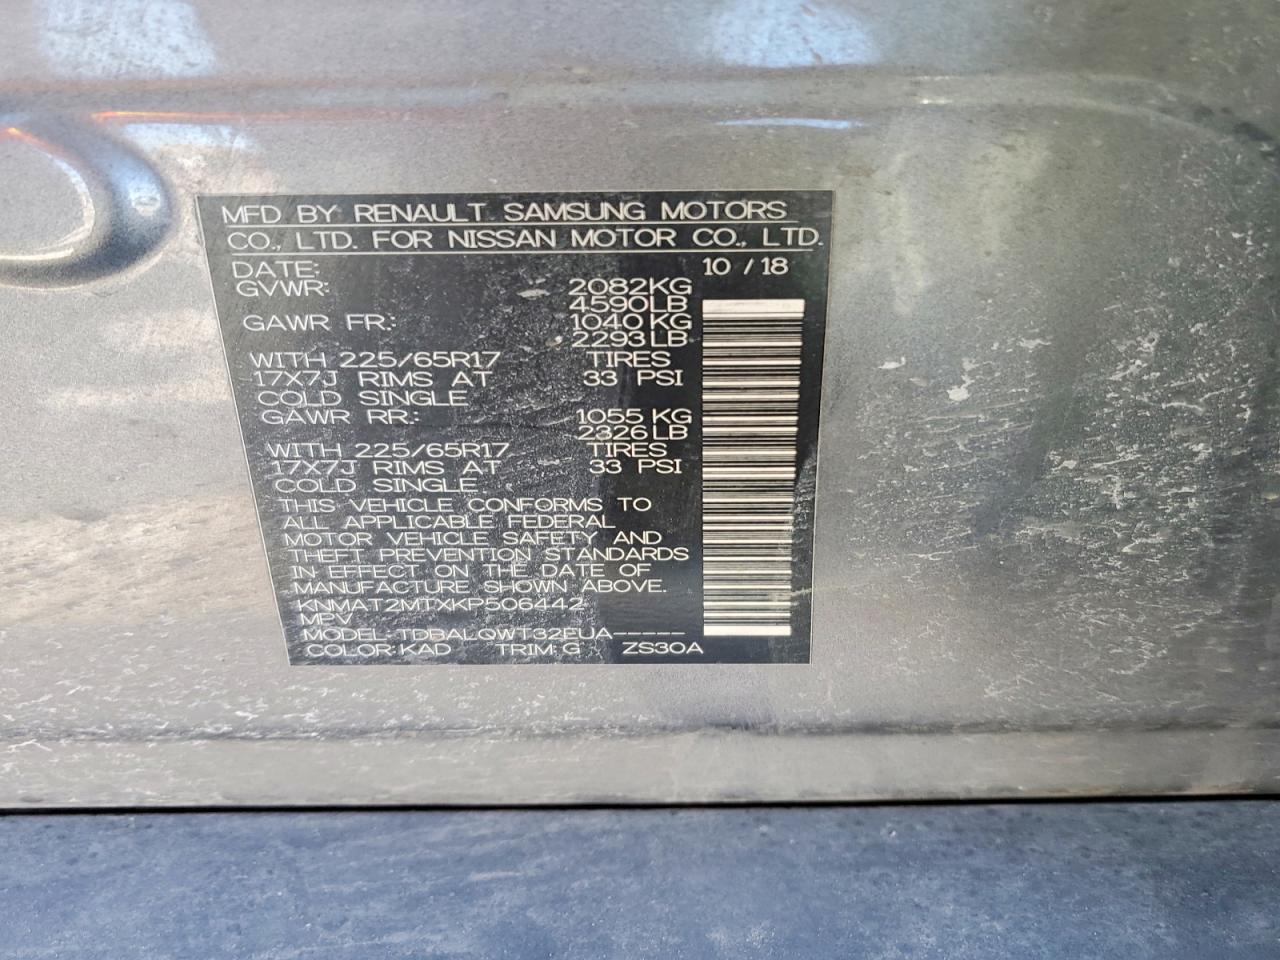 MFD BY RENAULT SAMSUNG MOTORS
CO., LTD. FOR NISSAN MOTOR CO., LTD.
DATE: 10 / 18
GVWR: 2082KG
4590LB
GAWR FR.: 1040 KG
2293LB
WITH 225/65R17 TIRES
17X7J RIMS AT 33 PSI
COLD SINGLE
GAWR RR.: 1055 KG
2326LB
WITH 225/65R17 TIRES
17X7J RIMS AT 33 PSI
COLD SINGLE
THIS VEHICLE CONFORMS TO
ALL APPLICABLE FEDERAL
MOTOR VEHICLE SAFETY AND
THEFT PREVENTION STANDARDS
IN EFFECT ON THE DATE OF
MANUFACTURE SHOWN ABOVE.
KNMAT2MTXKP506442
MPV
MODEL:TDBALQWT32EUA-----
COLOR:KAD TRIM:G ZS30A